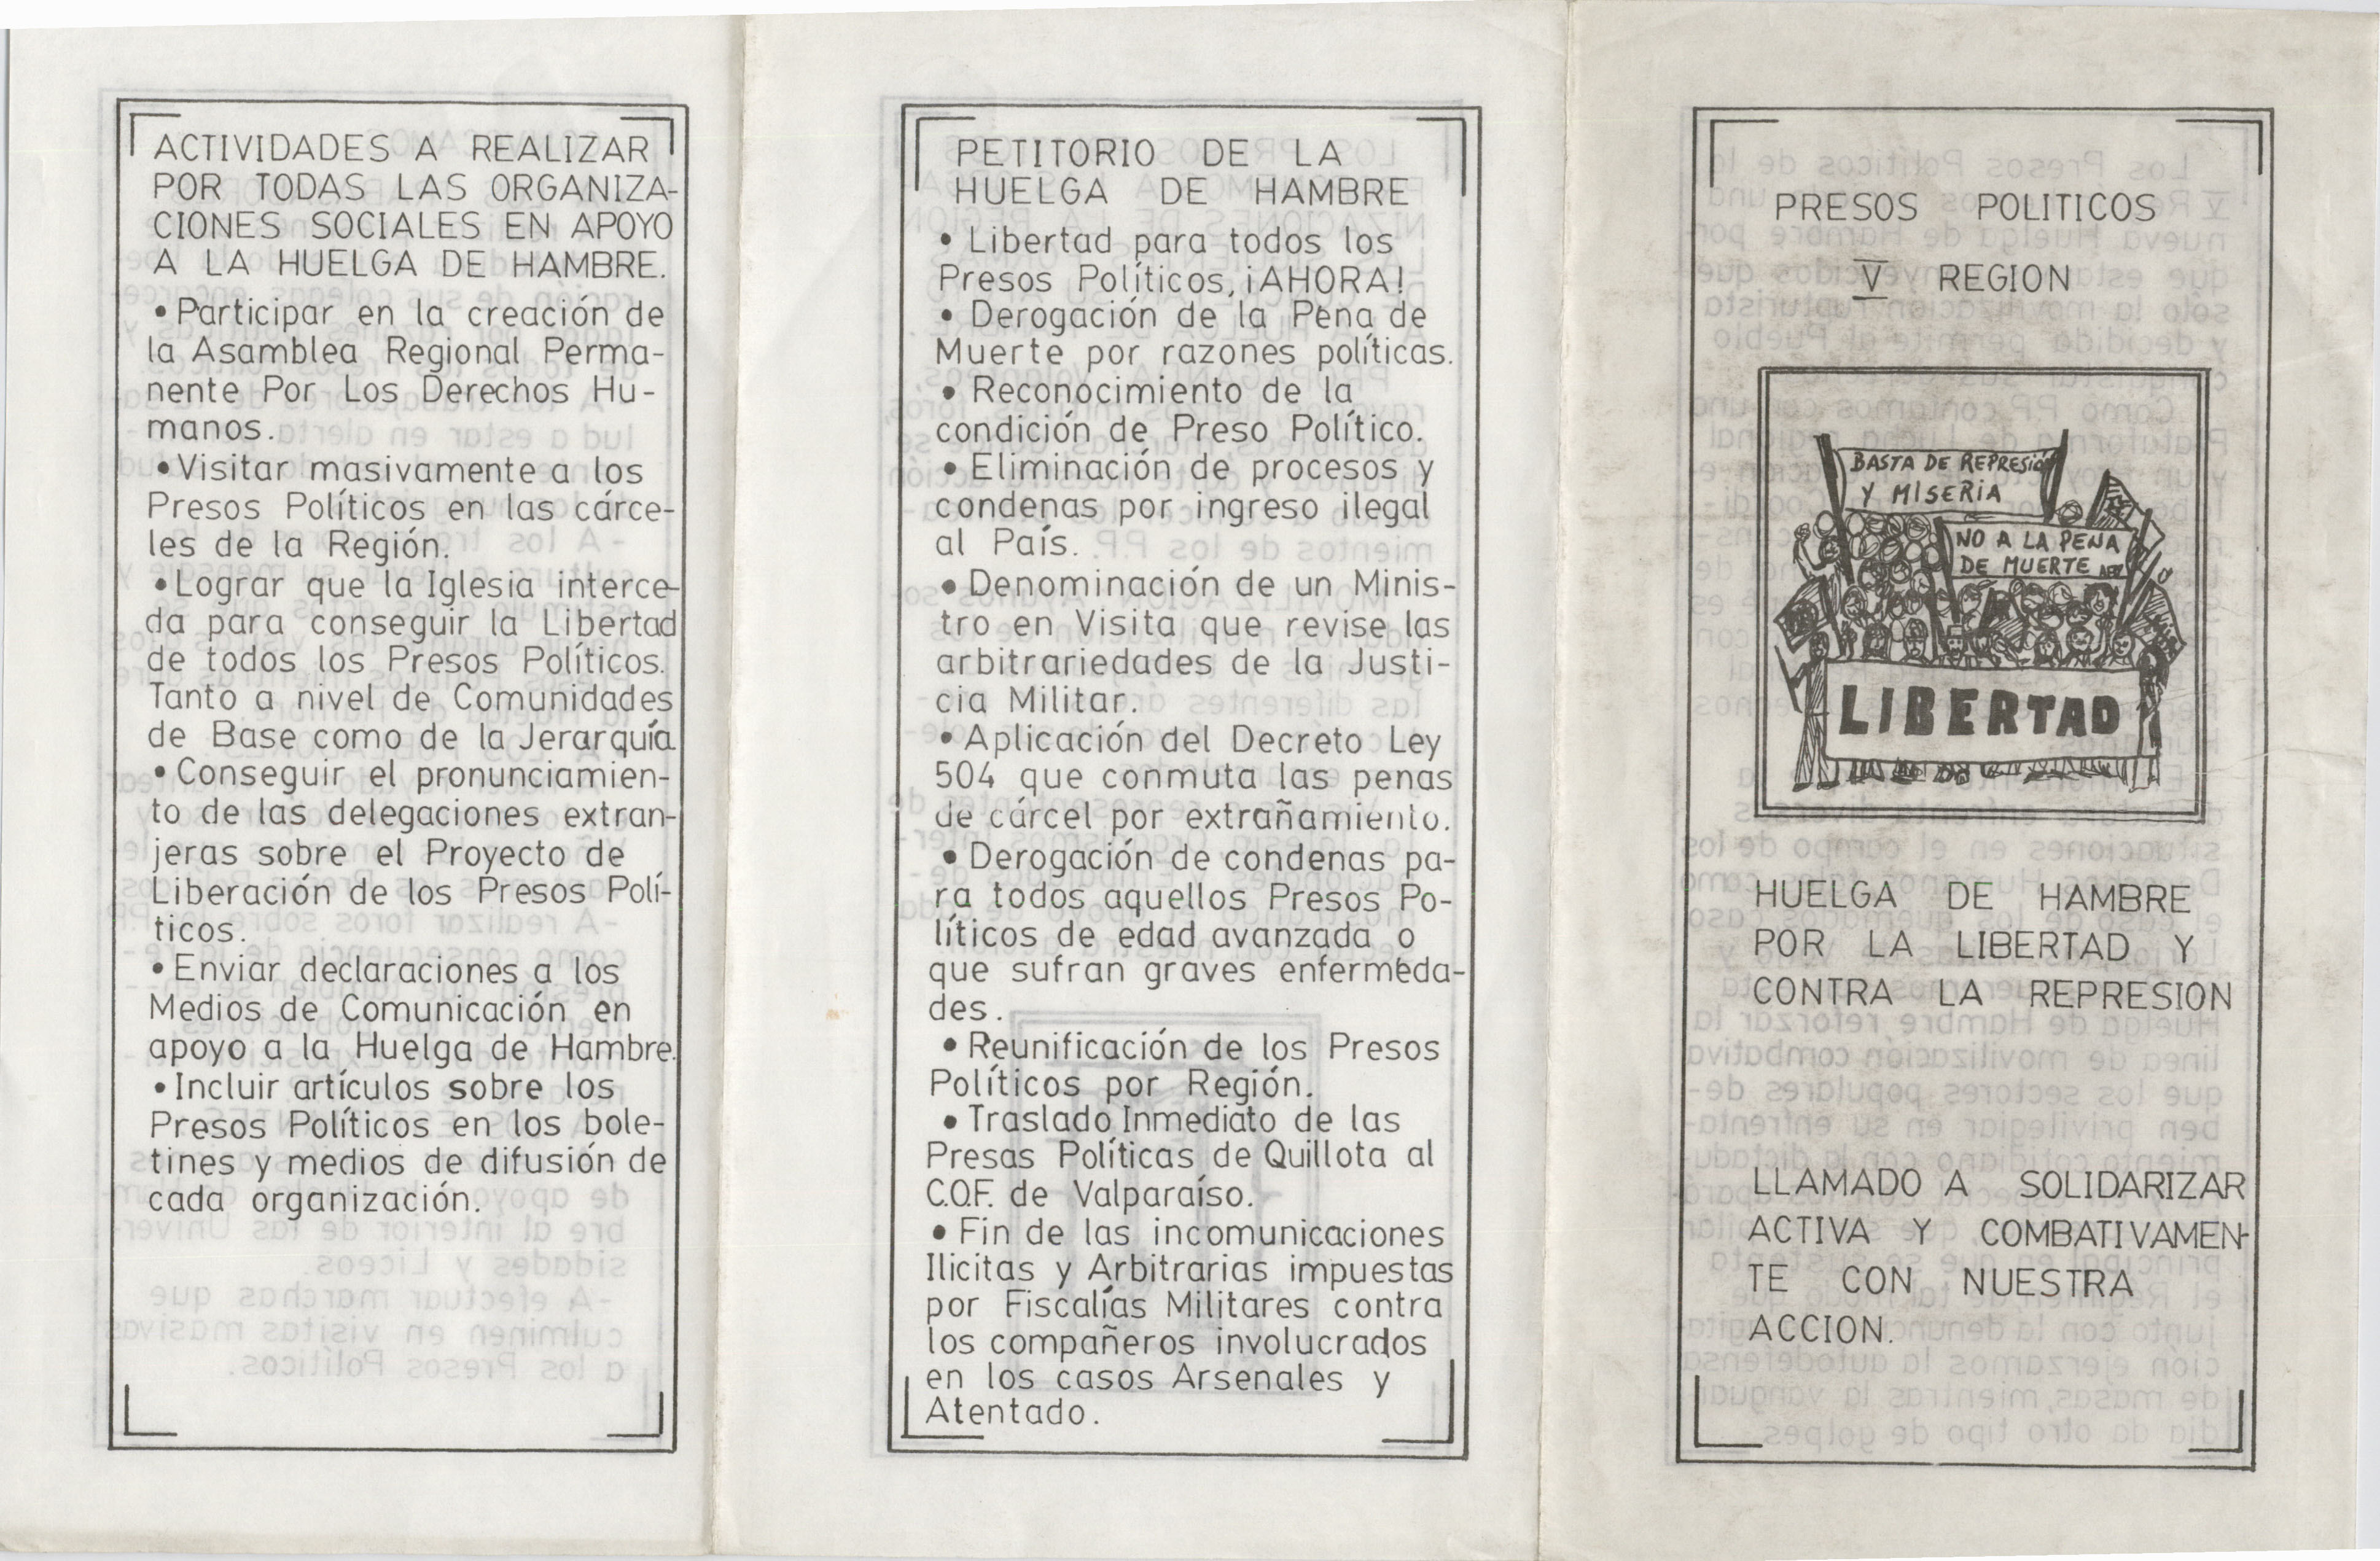 ACTIVIDADES A REALIZAR
POR TODAS LAS ORGANIZA-
CIONES SOCIALES EN APOYO
A LA HUELGA DE HAMBRE.
• Participar en la creación de
la Asamblea Regional Perma-
nente Por Los Derechos Hu-
manos.
• Visitar masivamente a los
Presos Políticos en las cárce-
les de la Región.
• Lograr que la Iglesia interce-
da para conseguir la Libertad
de todos los Presos Políticos.
Tanto a nivel de Comunidades
de Base como de la Jerarquía
• Conseguir el pronunciamien-
to de las delegaciones extran-
jeras sobre el Proyecto de
Liberación de los Presos Polí-
ticos.
• Enviar declaraciones a los
Medios de Comunicación en
apoyo a la Huelga de Hambre.
• Incluir artículos sobre los
Presos Políticos en los bole-
tines y medios de difusión de
cada organización.
PETITORIO DE LA
HUELGA DE HAMBRE
• Libertad para todos los
Presos Políticos, ¡AHORA!
• Derogación de la Pena de
Muerte por razones políticas.
• Reconocimiento de la
condición de Preso Político.
• Eliminación de procesos y
condenas por ingreso ilegal
al País.
• Denominación de un Minis-
tro en Visita que revise las
arbitrariedades de la Justi-
cia Militar.
• Aplicación del Decreto Ley
504 que conmuta las penas
de cárcel por extrañamiento.
• Derogación de condenas pa-
ra todos aquellos Presos Po-
líticos de edad avanzada o
que sufran graves enfermeda-
des.
• Reunificación de los Presos
Políticos por Región.
• Traslado Inmediato de las
Presas Políticas de Quillota al
C.O.F. de Valparaíso.
• Fin de las incomunicaciones
Ilicitas y Arbitrarias impuestas
por Fiscalías Militares contra
los compañeros involucrados
en los casos Arsenales y
Atentado.
PRESOS POLITICOS
V REGION
BASTA DE REPRESIÓN
Y MISERIA
NO A LA PENA
DE MUERTE
LIBERTAD
HUELGA DE HAMBRE
POR LA LIBERTAD Y
CONTRA LA REPRESION
LLAMADO A SOLIDARIZAR
ACTIVA Y COMBATIVAMEN-
TE CON NUESTRA
ACCION.